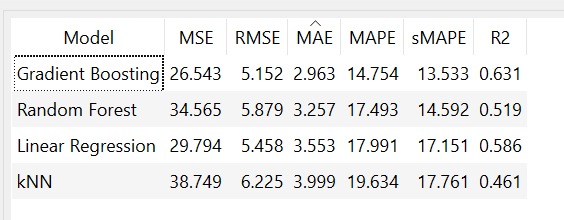 Model MSE RMSE MAE MAPE sMAPE R2
Gradient Boosting 26.543 5.152 2.963 14.754 13.533 0.631
Random Forest 34.565 5.879 3.257 17.493 14.592 0.519
Linear Regression 29.794 5.458 3.553 17.991 17.151 0.586
kNN 38.749 6.225 3.999 19.634 17.761 0.461